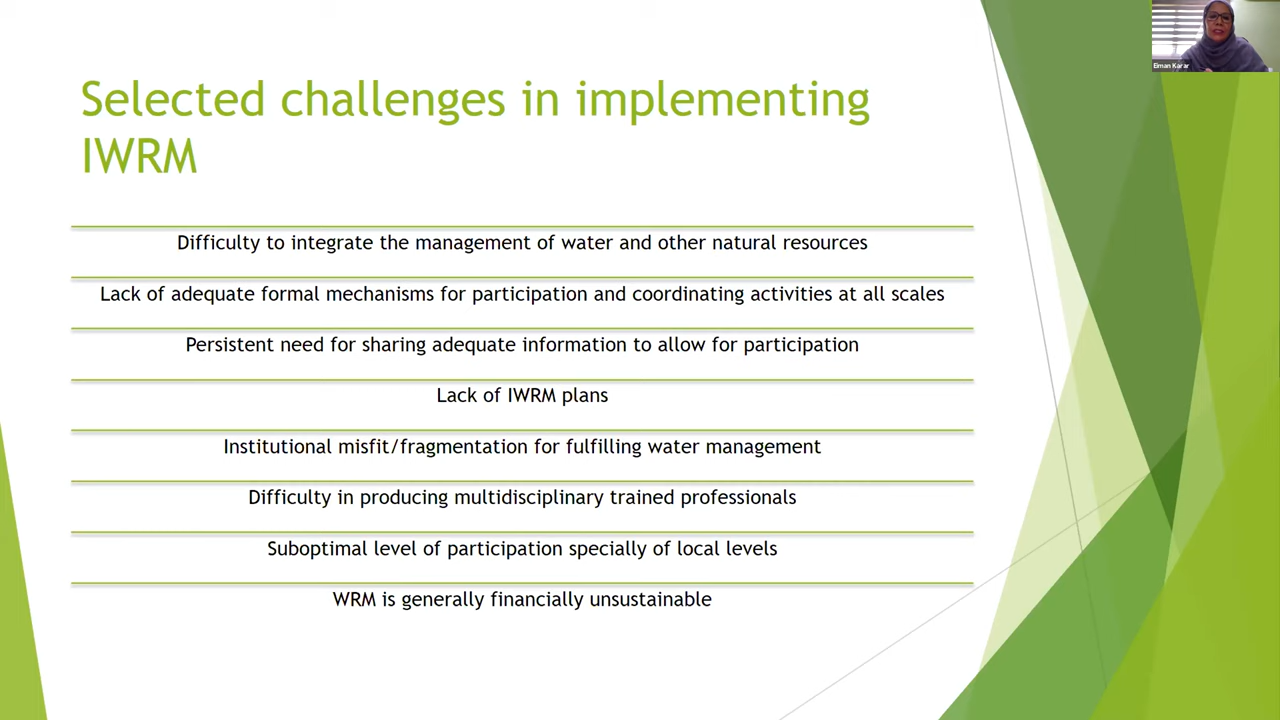 Eiman Karar
Selected challenges in implementing
IWRM
Difficulty to integrate the management of water and other natural resources
Lack of adequate formal mechanisms for participation and coordinating activities at all scales
Persistent need for sharing adequate information to allow for participation
Lack of IWRM plans
Institutional misfit/fragmentation for fulfilling water management
Difficulty in producing multidisciplinary trained professionals
Suboptimal level of participation specially of local levels
WRM is generally financially unsustainable